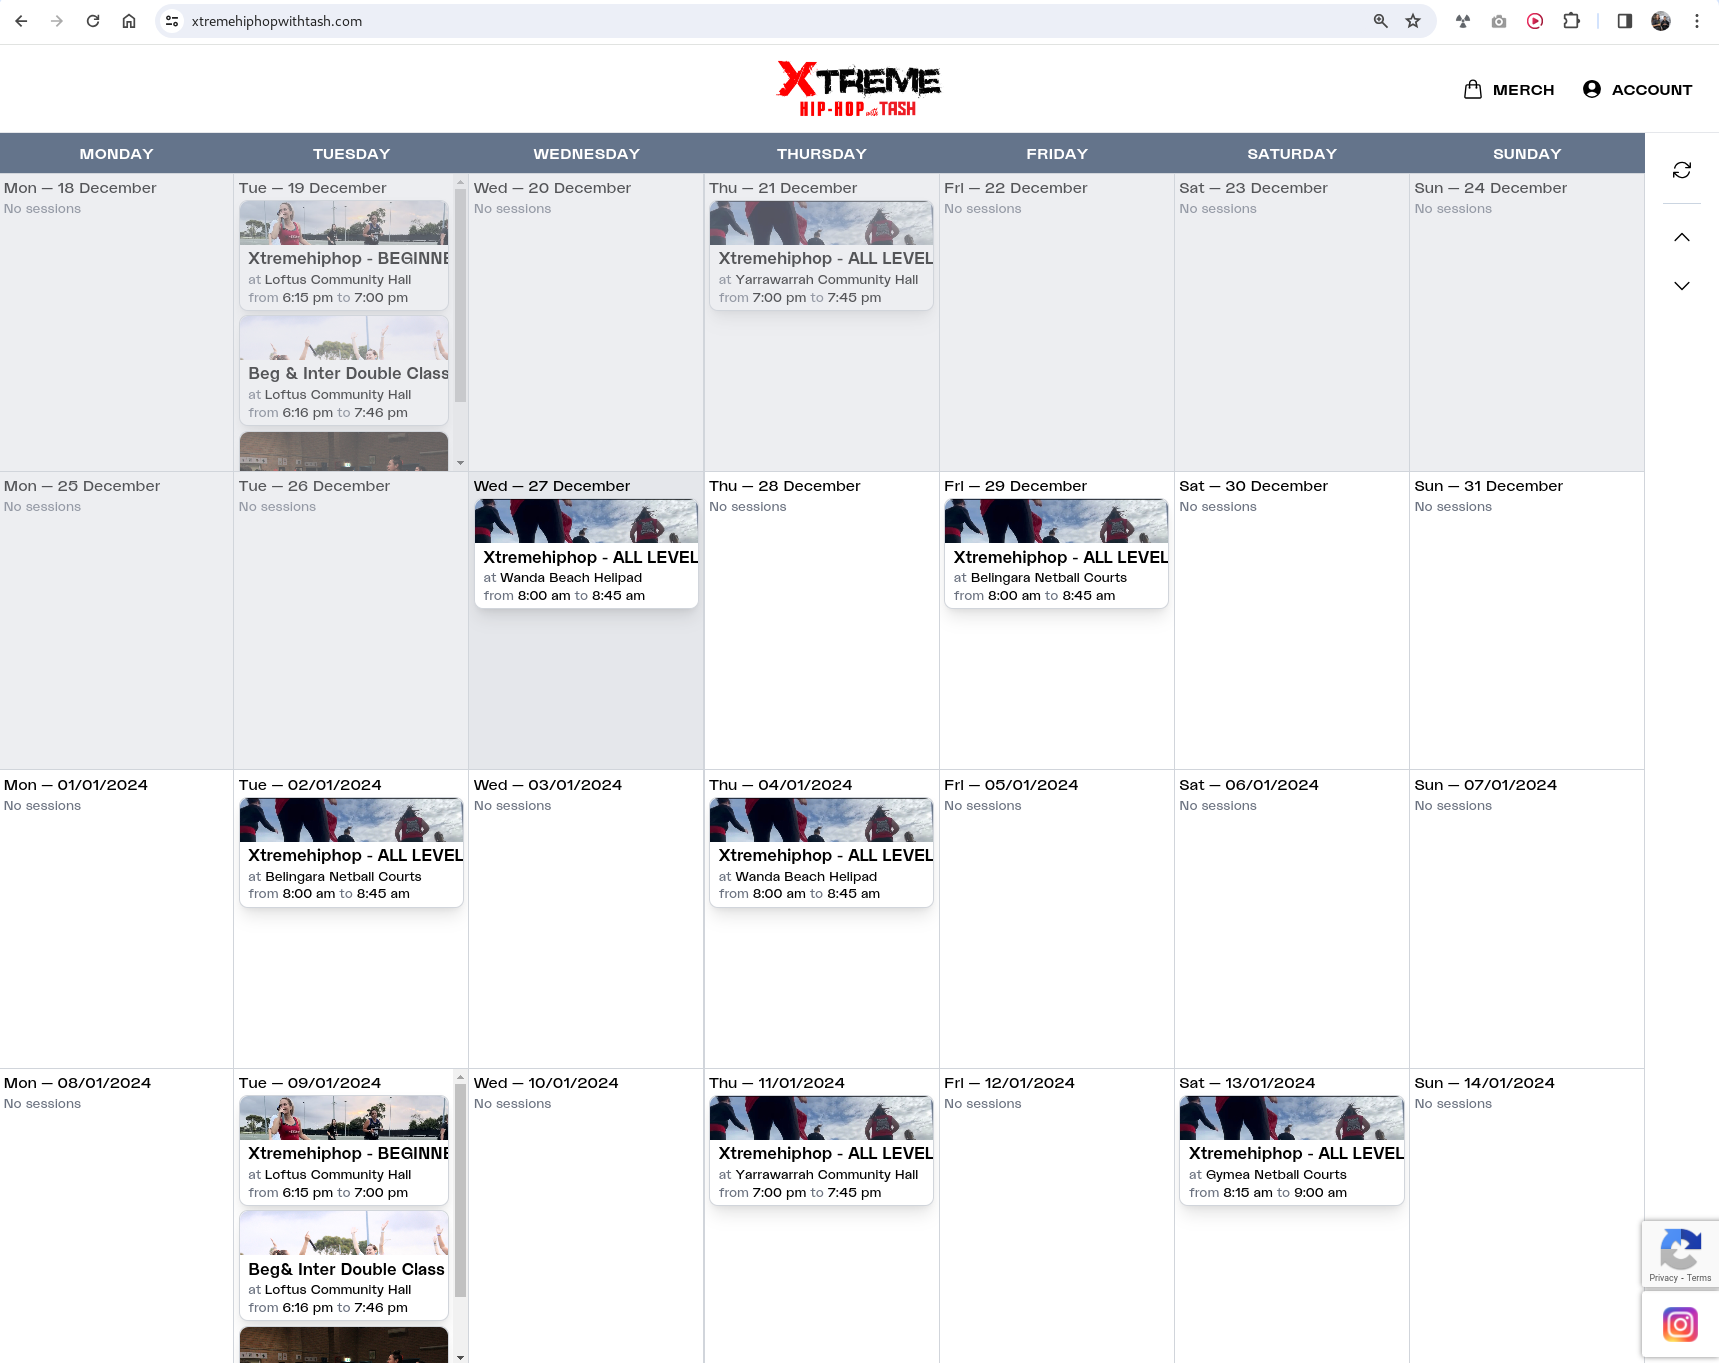 xtremehiphopwithtash.com
XTREME
HIP-HOP with TASH
MERCH
ACCOUNT
MONDAY
TUESDAY
WEDNESDAY
THURSDAY
FRIDAY
SATURDAY
SUNDAY
Mon – 18 December
No sessions
Tue – 19 December
Xtremehiphop - BEGINNE
at Loftus Community Hall
from 6:15 pm to 7:00 pm
Beg & Inter Double Class
at Loftus Community Hall
from 6:16 pm to 7:46 pm
Wed – 20 December
No sessions
Thu – 21 December
Xtremehiphop - ALL LEVEL
at Yarrawarrah Community Hall
from 7:00 pm to 7:45 pm
Fri – 22 December
No sessions
Sat – 23 December
No sessions
Sun – 24 December
No sessions
Mon – 25 December
No sessions
Tue – 26 December
No sessions
Wed – 27 December
Xtremehiphop - ALL LEVEL
at Wanda Beach Helipad
from 8:00 am to 8:45 am
Thu – 28 December
No sessions
Fri – 29 December
Xtremehiphop - ALL LEVEL
at Belingara Netball Courts
from 8:00 am to 8:45 am
Sat – 30 December
No sessions
Sun – 31 December
No sessions
Mon – 01/01/2024
No sessions
Tue – 02/01/2024
Xtremehiphop - ALL LEVEL
at Belingara Netball Courts
from 8:00 am to 8:45 am
Wed – 03/01/2024
No sessions
Thu – 04/01/2024
Xtremehiphop - ALL LEVEL
at Wanda Beach Helipad
from 8:00 am to 8:45 am
Fri – 05/01/2024
No sessions
Sat – 06/01/2024
No sessions
Sun – 07/01/2024
No sessions
Mon – 08/01/2024
No sessions
Tue – 09/01/2024
Xtremehiphop - BEGINNE
at Loftus Community Hall
from 6:15 pm to 7:00 pm
Beg& Inter Double Class
at Loftus Community Hall
from 6:16 pm to 7:46 pm
Wed – 10/01/2024
No sessions
Thu – 11/01/2024
Xtremehiphop - ALL LEVEL
at Yarrawarrah Community Hall
from 7:00 pm to 7:45 pm
Fri – 12/01/2024
No sessions
Sat – 13/01/2024
Xtremehiphop - ALL LEVEL
at Gymea Netball Courts
from 8:15 am to 9:00 am
Sun – 14/01/2024
No sessions
Privacy - Terms